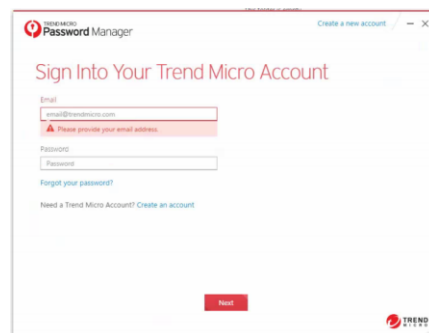 TREND MICRO
Password Manager
Create a new account
Sign Into Your Trend Micro Account
Email
email@trendmicro.com
Please provide your email address.
Password
Password
Forgot your password?
Need a Trend Micro Account? Create an account
Next
TREND
MICRO